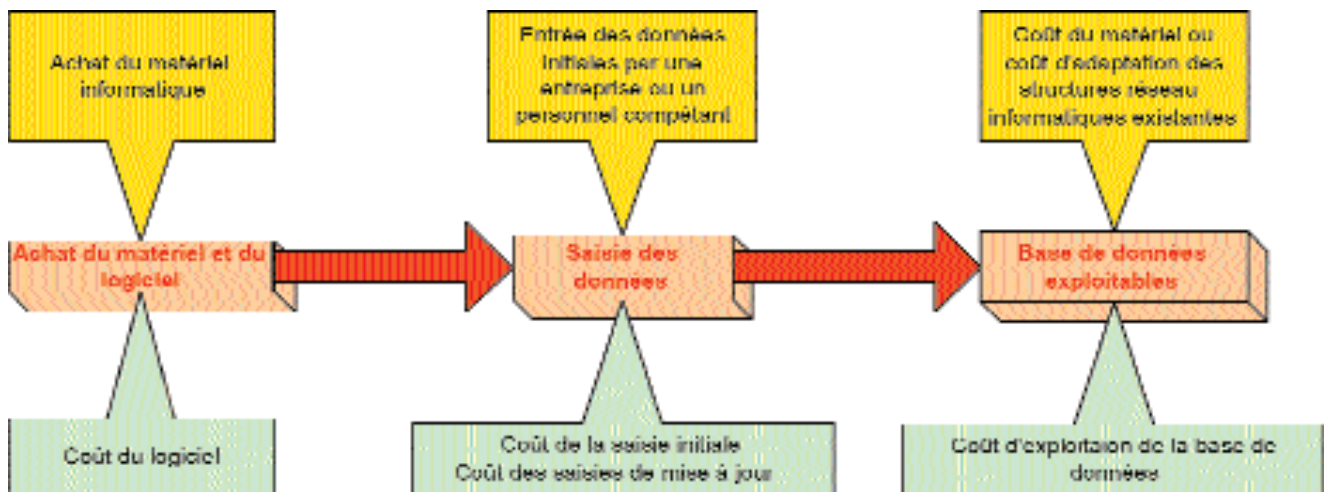 Achat du matériel
informatique
Entrée des données
initiales par une
entreprise ou un
personnel compétant
Coût du matériel ou
coût d'adaptation des
structures réseau
informatiques existantes
Achat du matériel et du
logiciel
Saisie des
données
Base de données
exploitables
Coût du logiciel
Coût de la saisie initiale
Coût des saisies de mise à jour
Coût d'exploitaion de la base de
données